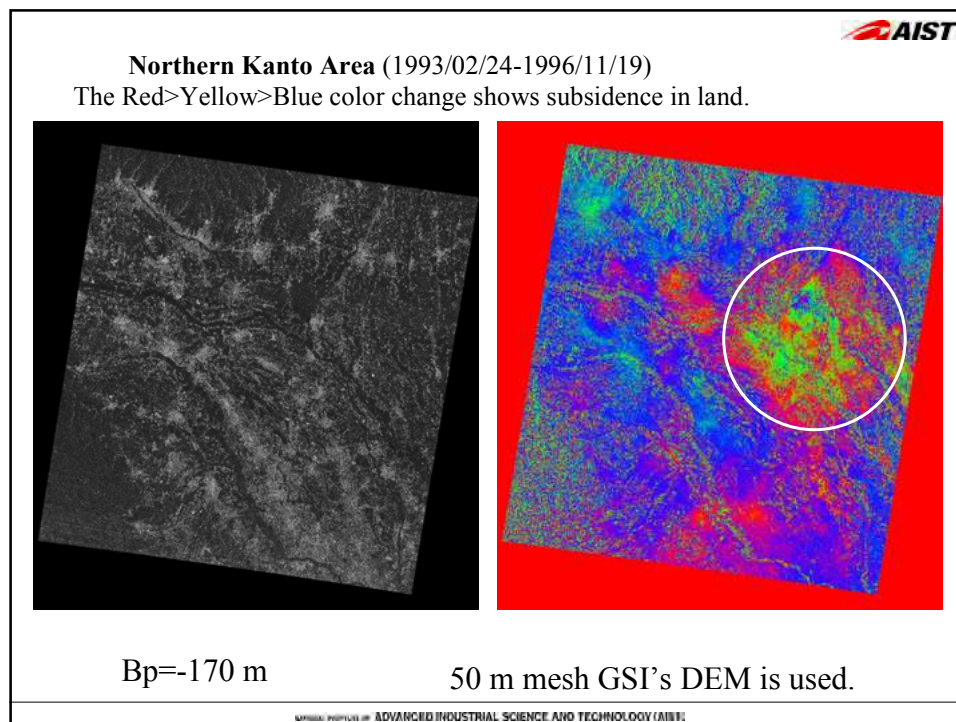 AIST
Northern Kanto Area (1993/02/24-1996/11/19)
The Red>Yellow>Blue color change shows subsidence in land.
Bp=-170 m
50 m mesh GSI's DEM is used.
ADVANCED INDUSTRIAL SCIENCE AND TECHNOLOGY (AIST)